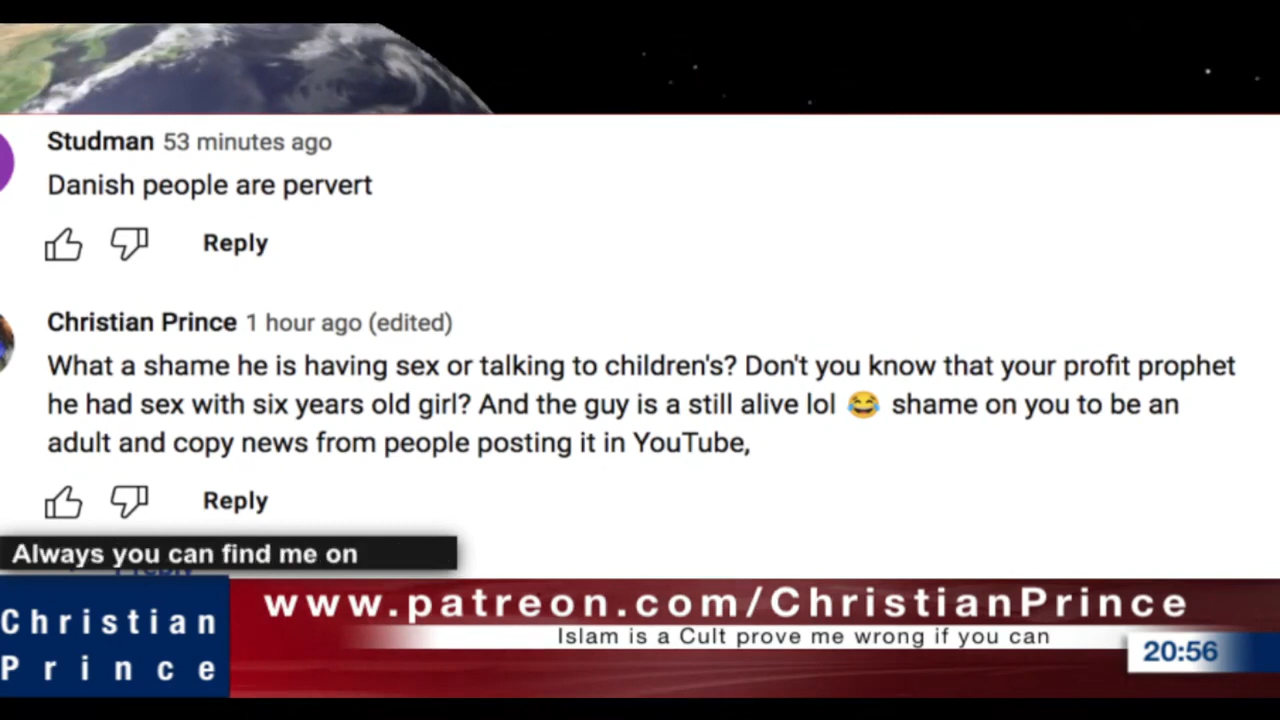 Studman 53 minutes ago
Danish people are pervert
Reply
Christian Prince 1 hour ago (edited)
What a shame he is having sex or talking to children's? Don't you know that your profit prophet
he had sex with six years old girl? And the guy is a still alive lol 😂 shame on you to be an
adult and copy news from people posting it in YouTube,
Reply
Always you can find me on
Christian
Prince
www.patreon.com/ChristianPrince
Islam is a Cult prove me wrong if you can
20:56